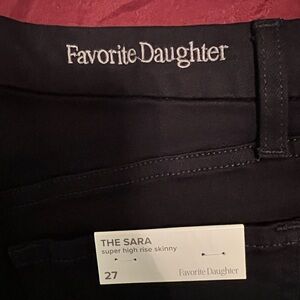 Favorite Daughter
THE SARA
super high rise skinny
27
Favorite Daughter